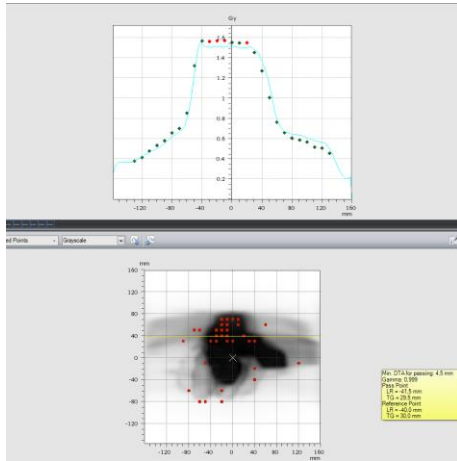 Gy
1.6
1.4
1.2
1
0.8
0.6
0.4
0.2
-120 -80 -40 0 40 80 120 160
mm
ed Points Grayscale
mm
160
120
80
40
0
-40
-80
-120
-120 -80 -40 0 40 80 120 160
mm
Min. DTA for passing: 4.5 mm
Gamma: 0.999
Pass Point
LR = -41.5 mm
TG = 29.5 mm
Reference Point
LR = -40.0 mm
TG = 30.0 mm